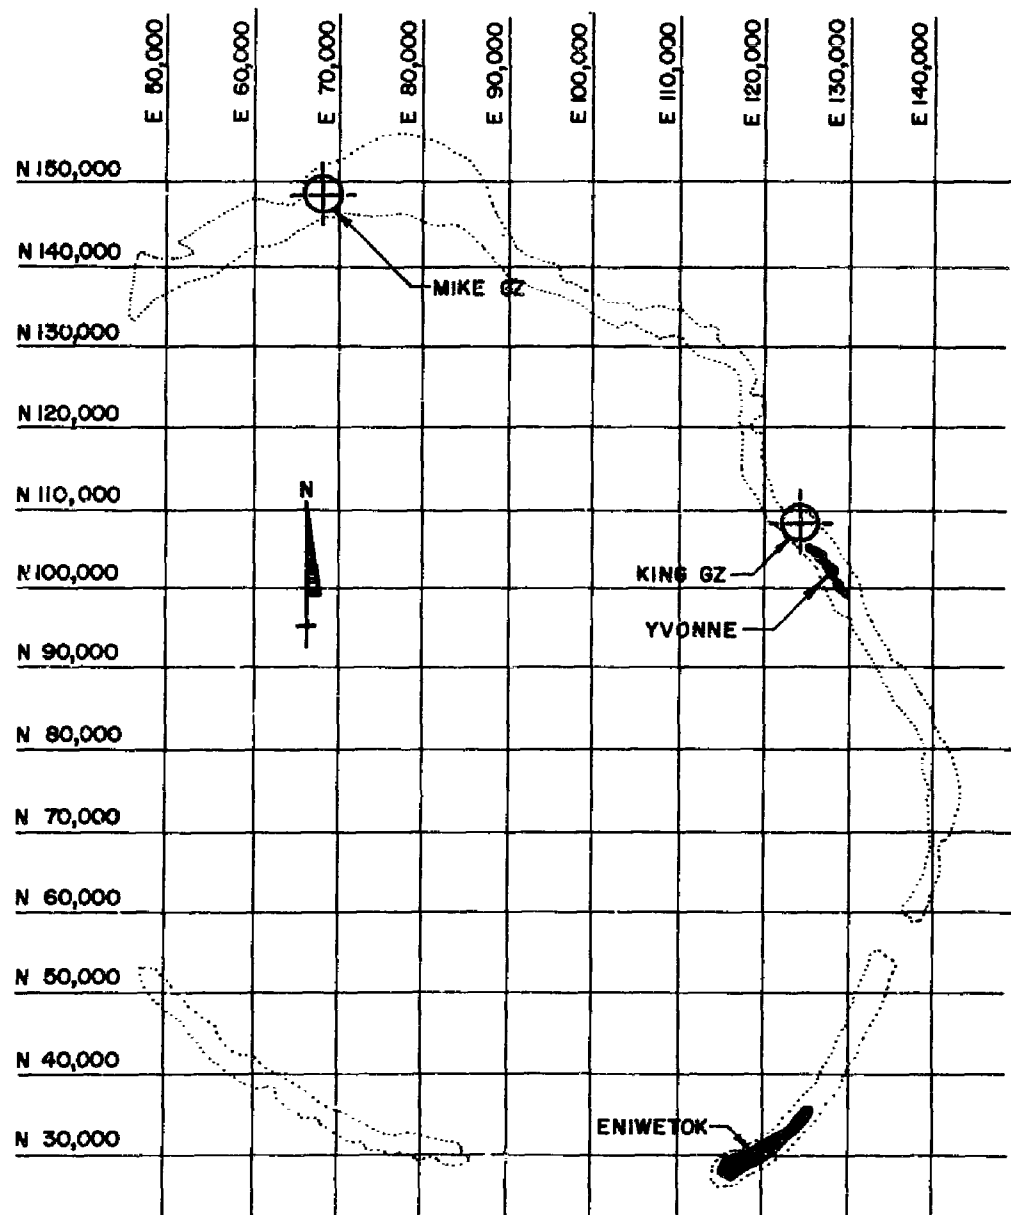 E 50,000
E 60,000
E 70,000
E 80,000
E 90,000
E 100,000
E 110,000
E 120,000
E 130,000
E 140,000
N 150,000
N 140,000
MIKE GZ
N 130,000
N 120,000
N 110,000
N
N 100,000
KING GZ
YVONNE
N 90,000
N 80,000
N 70,000
N 60,000
N 50,000
N 40,000
ENIWETOK
N 30,000